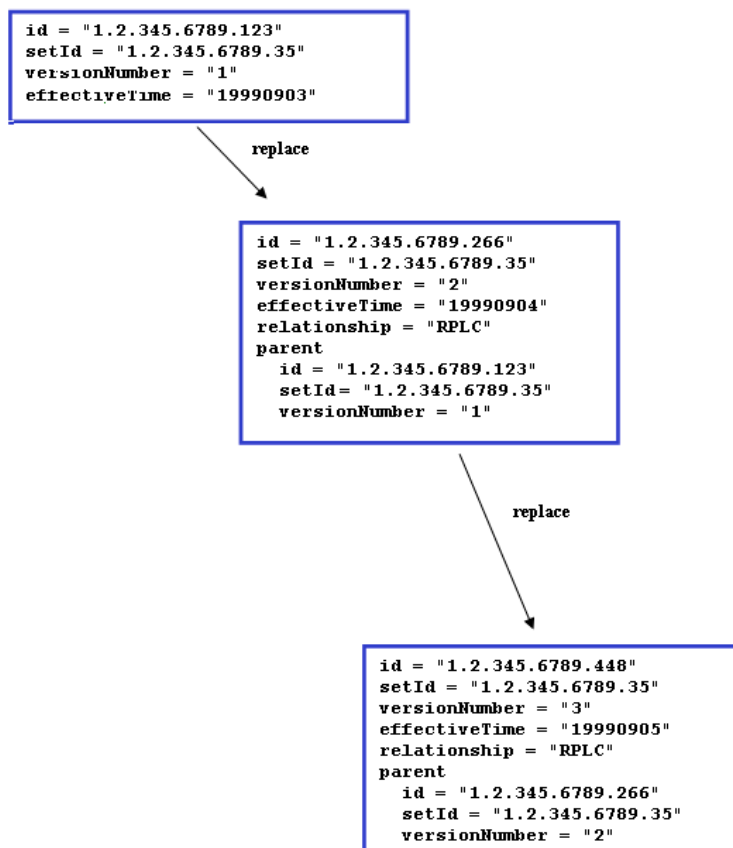 id = "1.2.345.6789.123"
setId = "1.2.345.6789.35"
versionNumber = "1"
effectiveTime = "19990903"
replace
id = "1.2.345.6789.266"
setId = "1.2.345.6789.35"
versionNumber = "2"
effectiveTime = "19990904"
relationship = "RPLC"
parent
id = "1.2.345.6789.123"
setId= "1.2.345.6789.35"
versionNumber = "1"
replace
id = "1.2.345.6789.448"
setId = "1.2.345.6789.35"
versionNumber = "3"
effectiveTime = "19990905"
relationship = "RPLC"
parent
id = "1.2.345.6789.266"
setId = "1.2.345.6789.35"
versionNumber = "2"